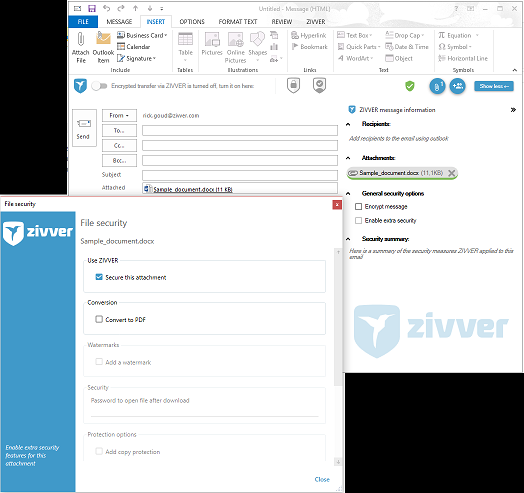 Untitled - Message (HTML)
FILE MESSAGE INSERT OPTIONS FORMAT TEXT REVIEW ZIVVER
Attach File
Outlook Item
Business Card
Calendar
Signature
Include
Table
Tables
Pictures
Online Pictures
Shapes
Illustrations
Hyperlink
Bookmark
Links
Text Box
Quick Parts
WordArt
Drop Cap
Date & Time
Object
Text
Equation
Symbol
Horizontal Line
Symbols
Encrypted transfer via ZIVVER is turned off, turn it on here:
1
Show less
Send
From
rick.goud@zivver.com
To...
Cc...
Bcc...
Subject
Attached
Sample_document.docx (11 KB)
ZIVVER message information
Recipients:
Add recipients to the email using outlook
Attachments:
Sample_document.docx (11.1KB)
General security options
Encrypt message
Enable extra security
Security summary:
Here is a summary of the security measures ZIVVER applied to this email
zivver
File security
x
zivver
File security
Sample_document.docx
Use ZIVVER
Secure this attachment
Conversion
Convert to PDF
Watermarks
Add a watermark
Security
Password to open file after download
Protection options
Add copy protection
Enable extra security
features for this
attachment
Close